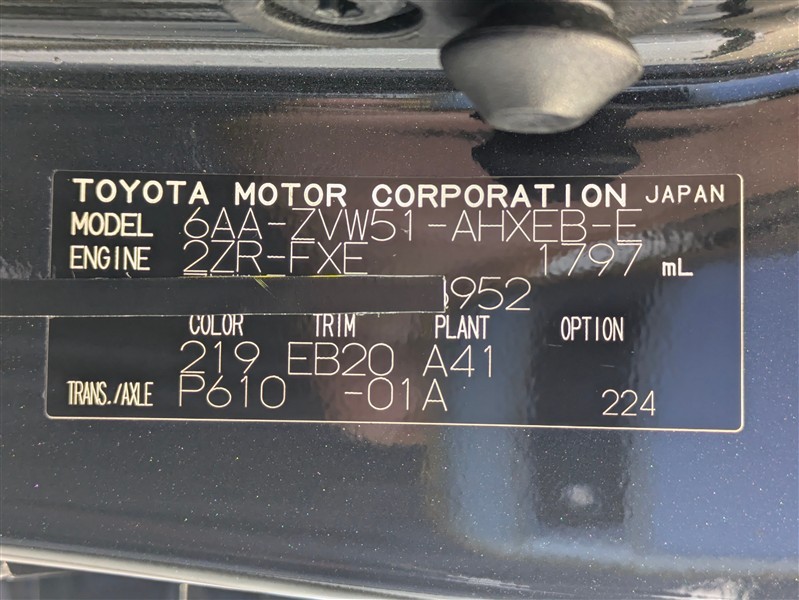 TOYOTA MOTOR CORPORATION JAPAN
MODEL 6AA-ZVW51-AHXEB-E
ENGINE 2ZR-FXE 1797 mL
952
COLOR TRIM PLANT OPTION
219 EB20 A41
TRANS./AXLE P610 -01A 224